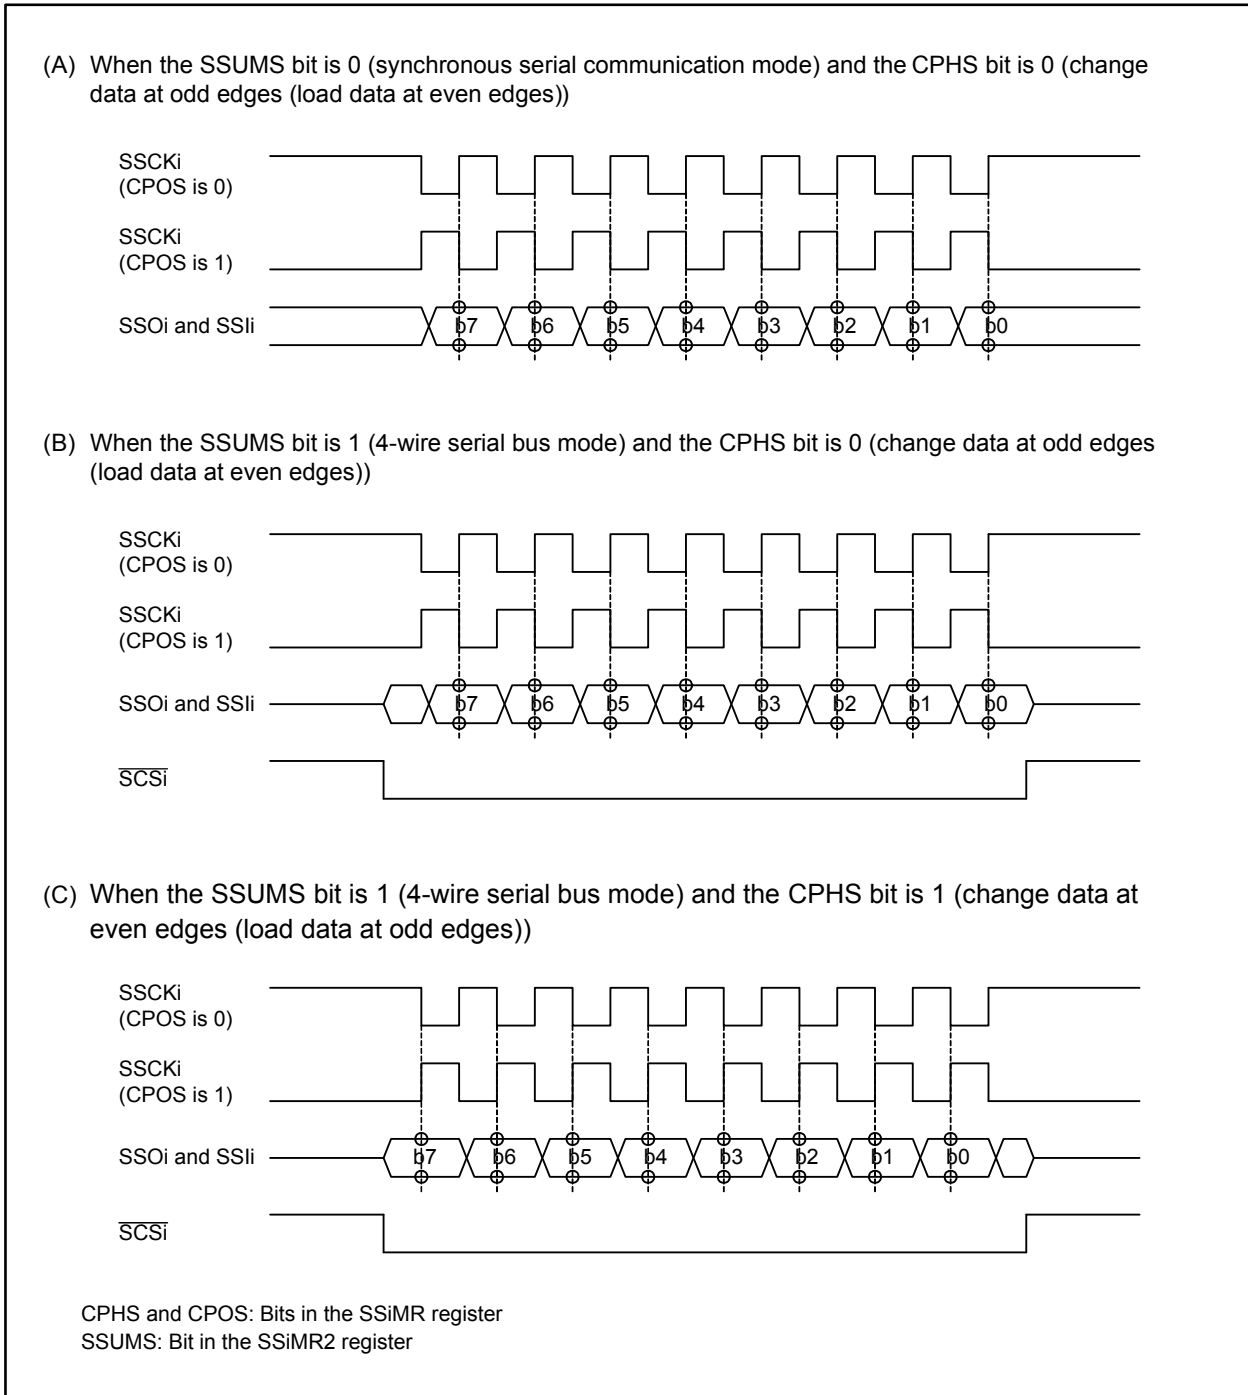 (A) When the SSUMS bit is 0 (synchronous serial communication mode) and the CPHS bit is 0 (change
data at odd edges (load data at even edges))
SSCKi
(CPOS is 0)
SSCKi
(CPOS is 1)
SSOi and SSIi b7 b6 b5 b4 b3 b2 b1 b0
(B) When the SSUMS bit is 1 (4-wire serial bus mode) and the CPHS bit is 0 (change data at odd edges
(load data at even edges))
SSCKi
(CPOS is 0)
SSCKi
(CPOS is 1)
SSOi and SSIi b7 b6 b5 b4 b3 b2 b1 b0
SCSi
(C) When the SSUMS bit is 1 (4-wire serial bus mode) and the CPHS bit is 1 (change data at
even edges (load data at odd edges))
SSCKi
(CPOS is 0)
SSCKi
(CPOS is 1)
SSOi and SSIi b7 b6 b5 b4 b3 b2 b1 b0
SCSi
CPHS and CPOS: Bits in the SSiMR register
SSUMS: Bit in the SSiMR2 register